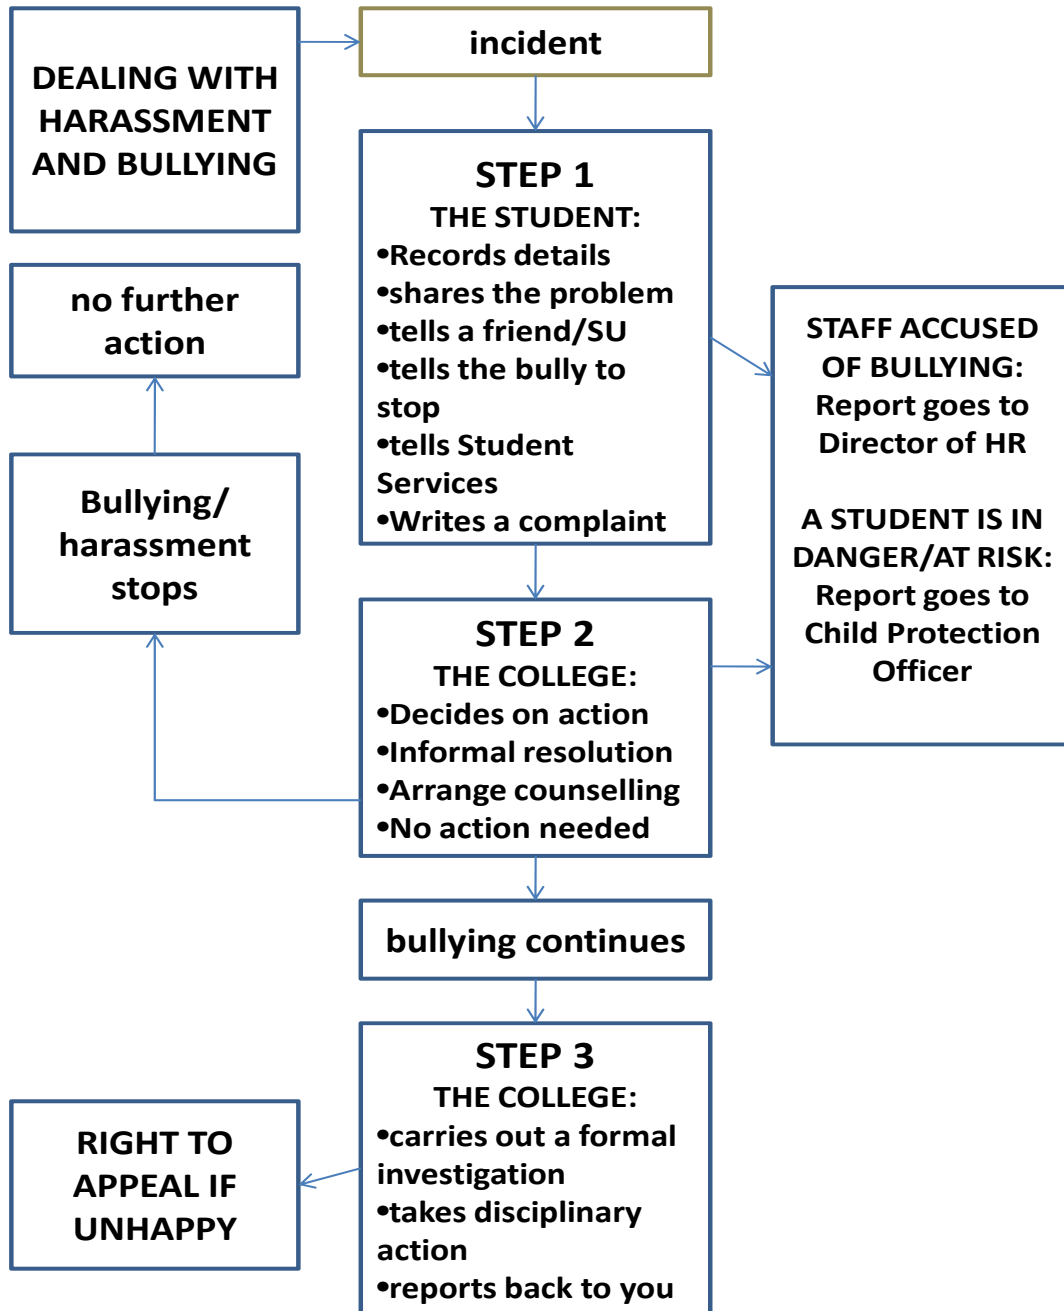 DEALING WITH
HARASSMENT
AND BULLYING
incident
STEP 1
THE STUDENT:
•Records details
•shares the problem
•tells a friend/SU
•tells the bully to
stop
•tells Student
Services
•Writes a complaint
no further
action
Bullying/
harassment
stops
STAFF ACCUSED
OF BULLYING:
Report goes to
Director of HR
A STUDENT IS IN
DANGER/AT RISK:
Report goes to
Child Protection
Officer
STEP 2
THE COLLEGE:
•Decides on action
•Informal resolution
•Arrange counselling
•No action needed
bullying continues
STEP 3
THE COLLEGE:
•carries out a formal
investigation
•takes disciplinary
action
•reports back to you
RIGHT TO
APPEAL IF
UNHAPPY